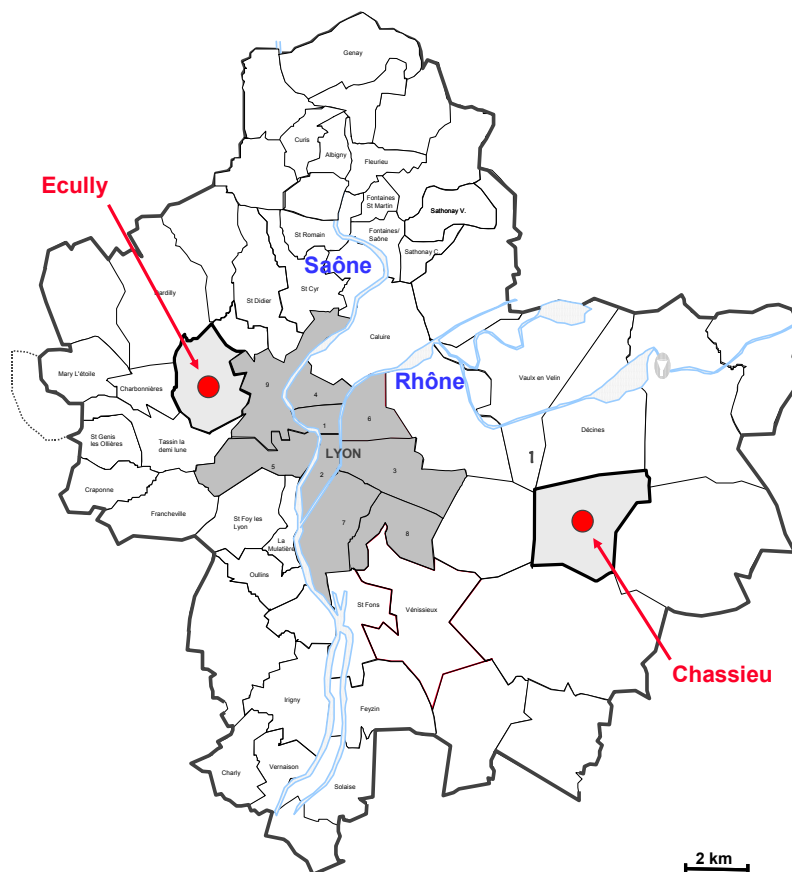 Genay
Curis
Albigny
Fleurieu
Ecully
Fontaines
St Martin
Sathonay V.
St Romain
Fontaines/
Saône
Sathonay C
Saône
St Didier
St Cyr
Caluire
Rhône
Mary L'étoile
Charbonnières
9
4
Vaulx en Velin
1
6
Décines
St Genis
les Ollières
Tassin la
demi lune
LYON
1
5
2
3
Craponne
Francheville
St Foy les
Lyon
La
Mulatière
7
8
Oullins
St Fons
Vénissieux
Chassieu
Irigny
Feyzin
Charly
Vernaison
Solaise
2 km